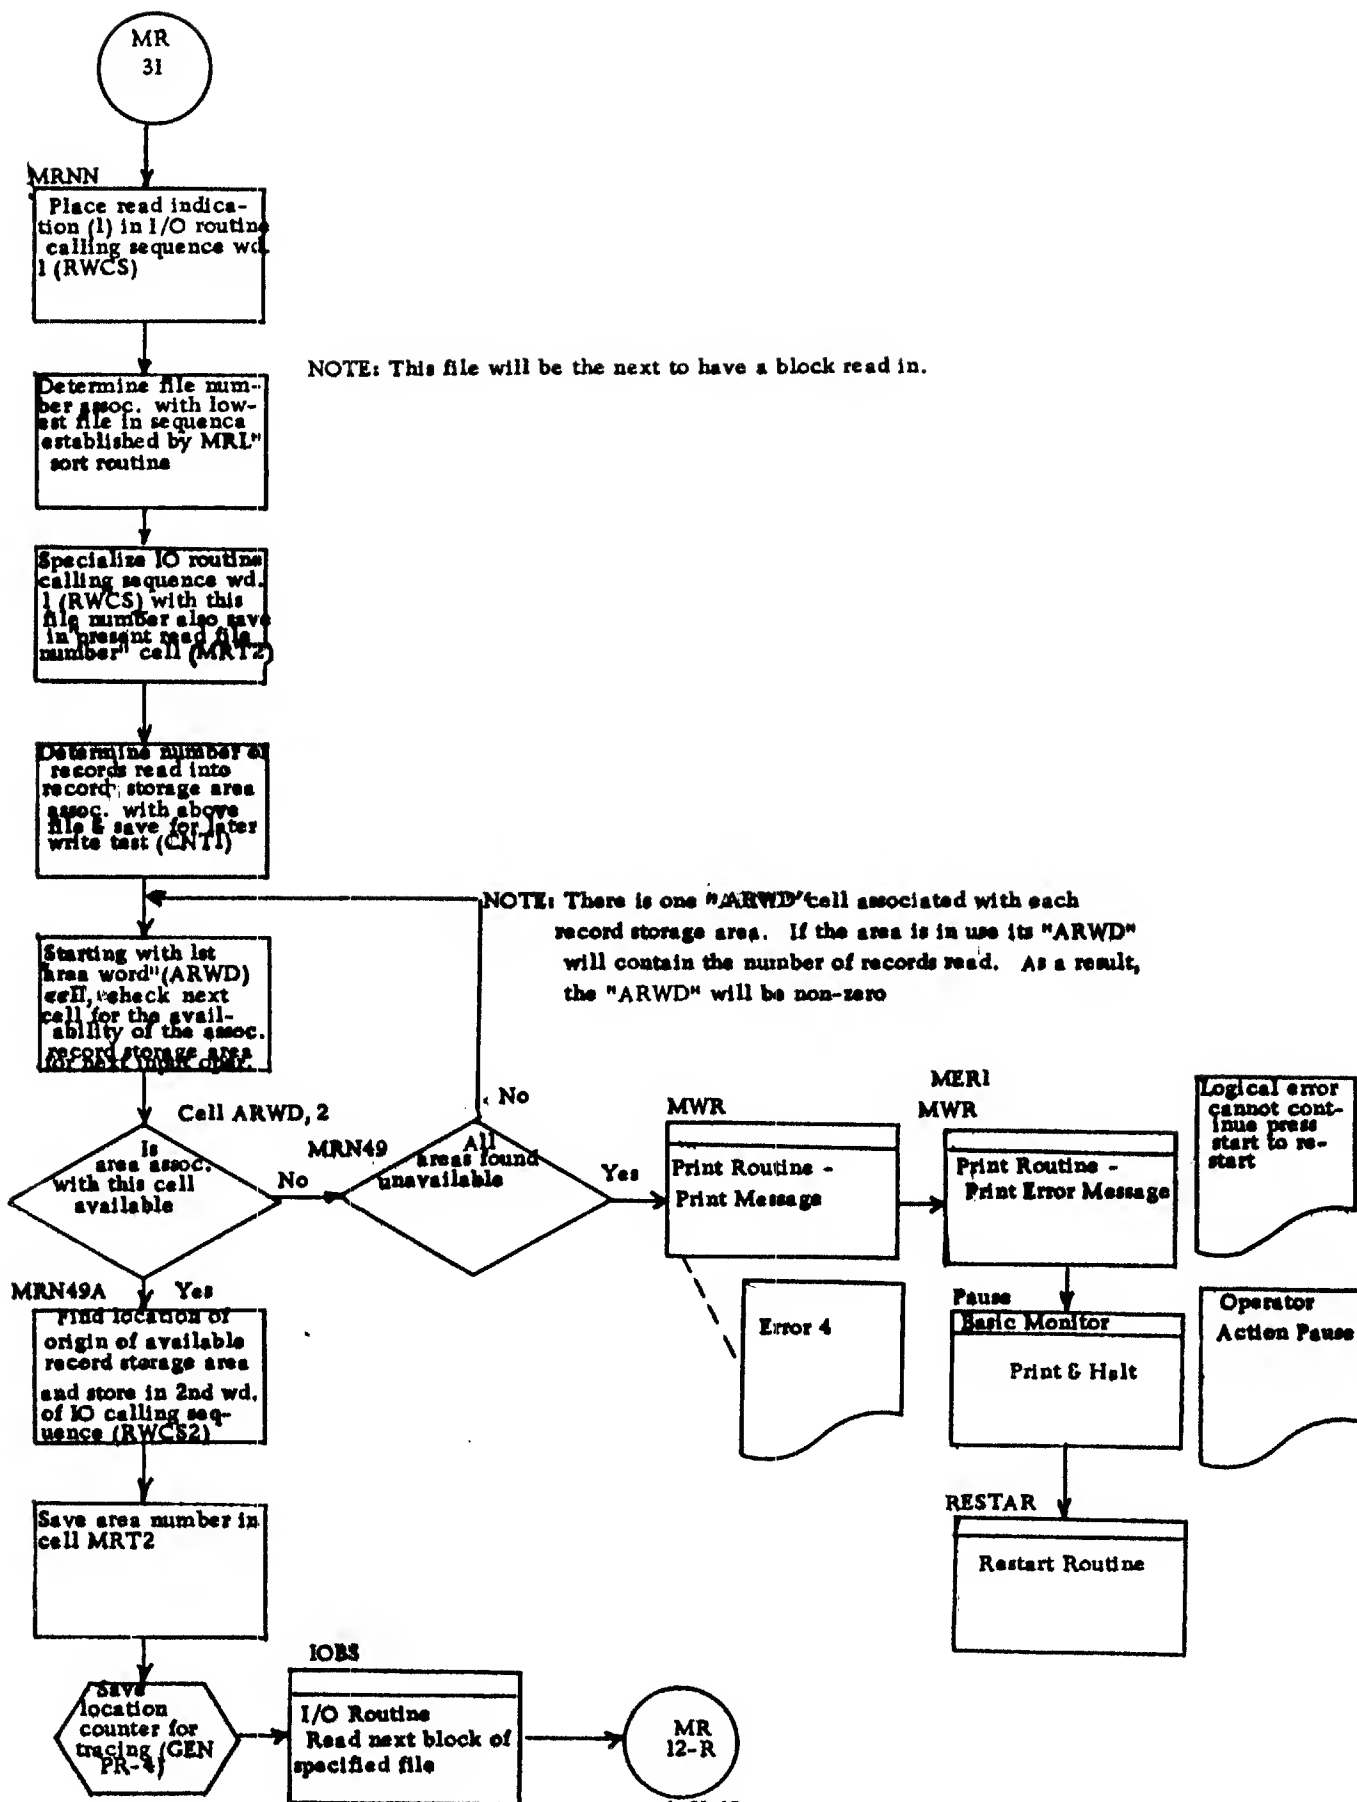 MR
31
MRNN
Place read indica-
tion (1) in I/O routine
calling sequence wd.
1 (RWCS)
NOTE: This file will be the next to have a block read in.
Determine file num-
ber assoc. with low-
est file in sequence
established by MRL"
sort routine
Specialize IO routine
calling sequence wd.
1 (RWCS) with this
file number also save
in "present read file
number" cell (MRT2)
Determine number of
records read into
record storage area
assoc. with above
file & save for later
write test (CNT1)
NOTE: There is one "ARWD" cell associated with each
record storage area. If the area is in use its "ARWD"
will contain the number of records read. As a result,
the "ARWD" will be non-zero
Starting with 1st
"area word" (ARWD)
cell, check next
cell for the avail-
ability of the assoc.
record storage area
for next input oper.
Cell ARWD, 2
Is
area assoc.
with this cell
available
No
MRN49
All
areas found
unavailable
No
Yes
MWR
Print Routine -
Print Message
Error 4
MER1
MWR
Print Routine -
Print Error Message
Logical error
cannot cont-
inue press
start to re-
start
Pause
Basic Monitor
Print & Halt
Operator
Action Pause
RESTAR
Restart Routine
MRN49A
Yes
Find location of
origin of available
record storage area
and store in 2nd wd.
of IO calling seq-
uence (RWCS2)
Save area number in
cell MRT2
Save
location
counter for
tracing (GEN
PR-4)
IOBS
I/O Routine
Read next block of
specified file
MR
12-R